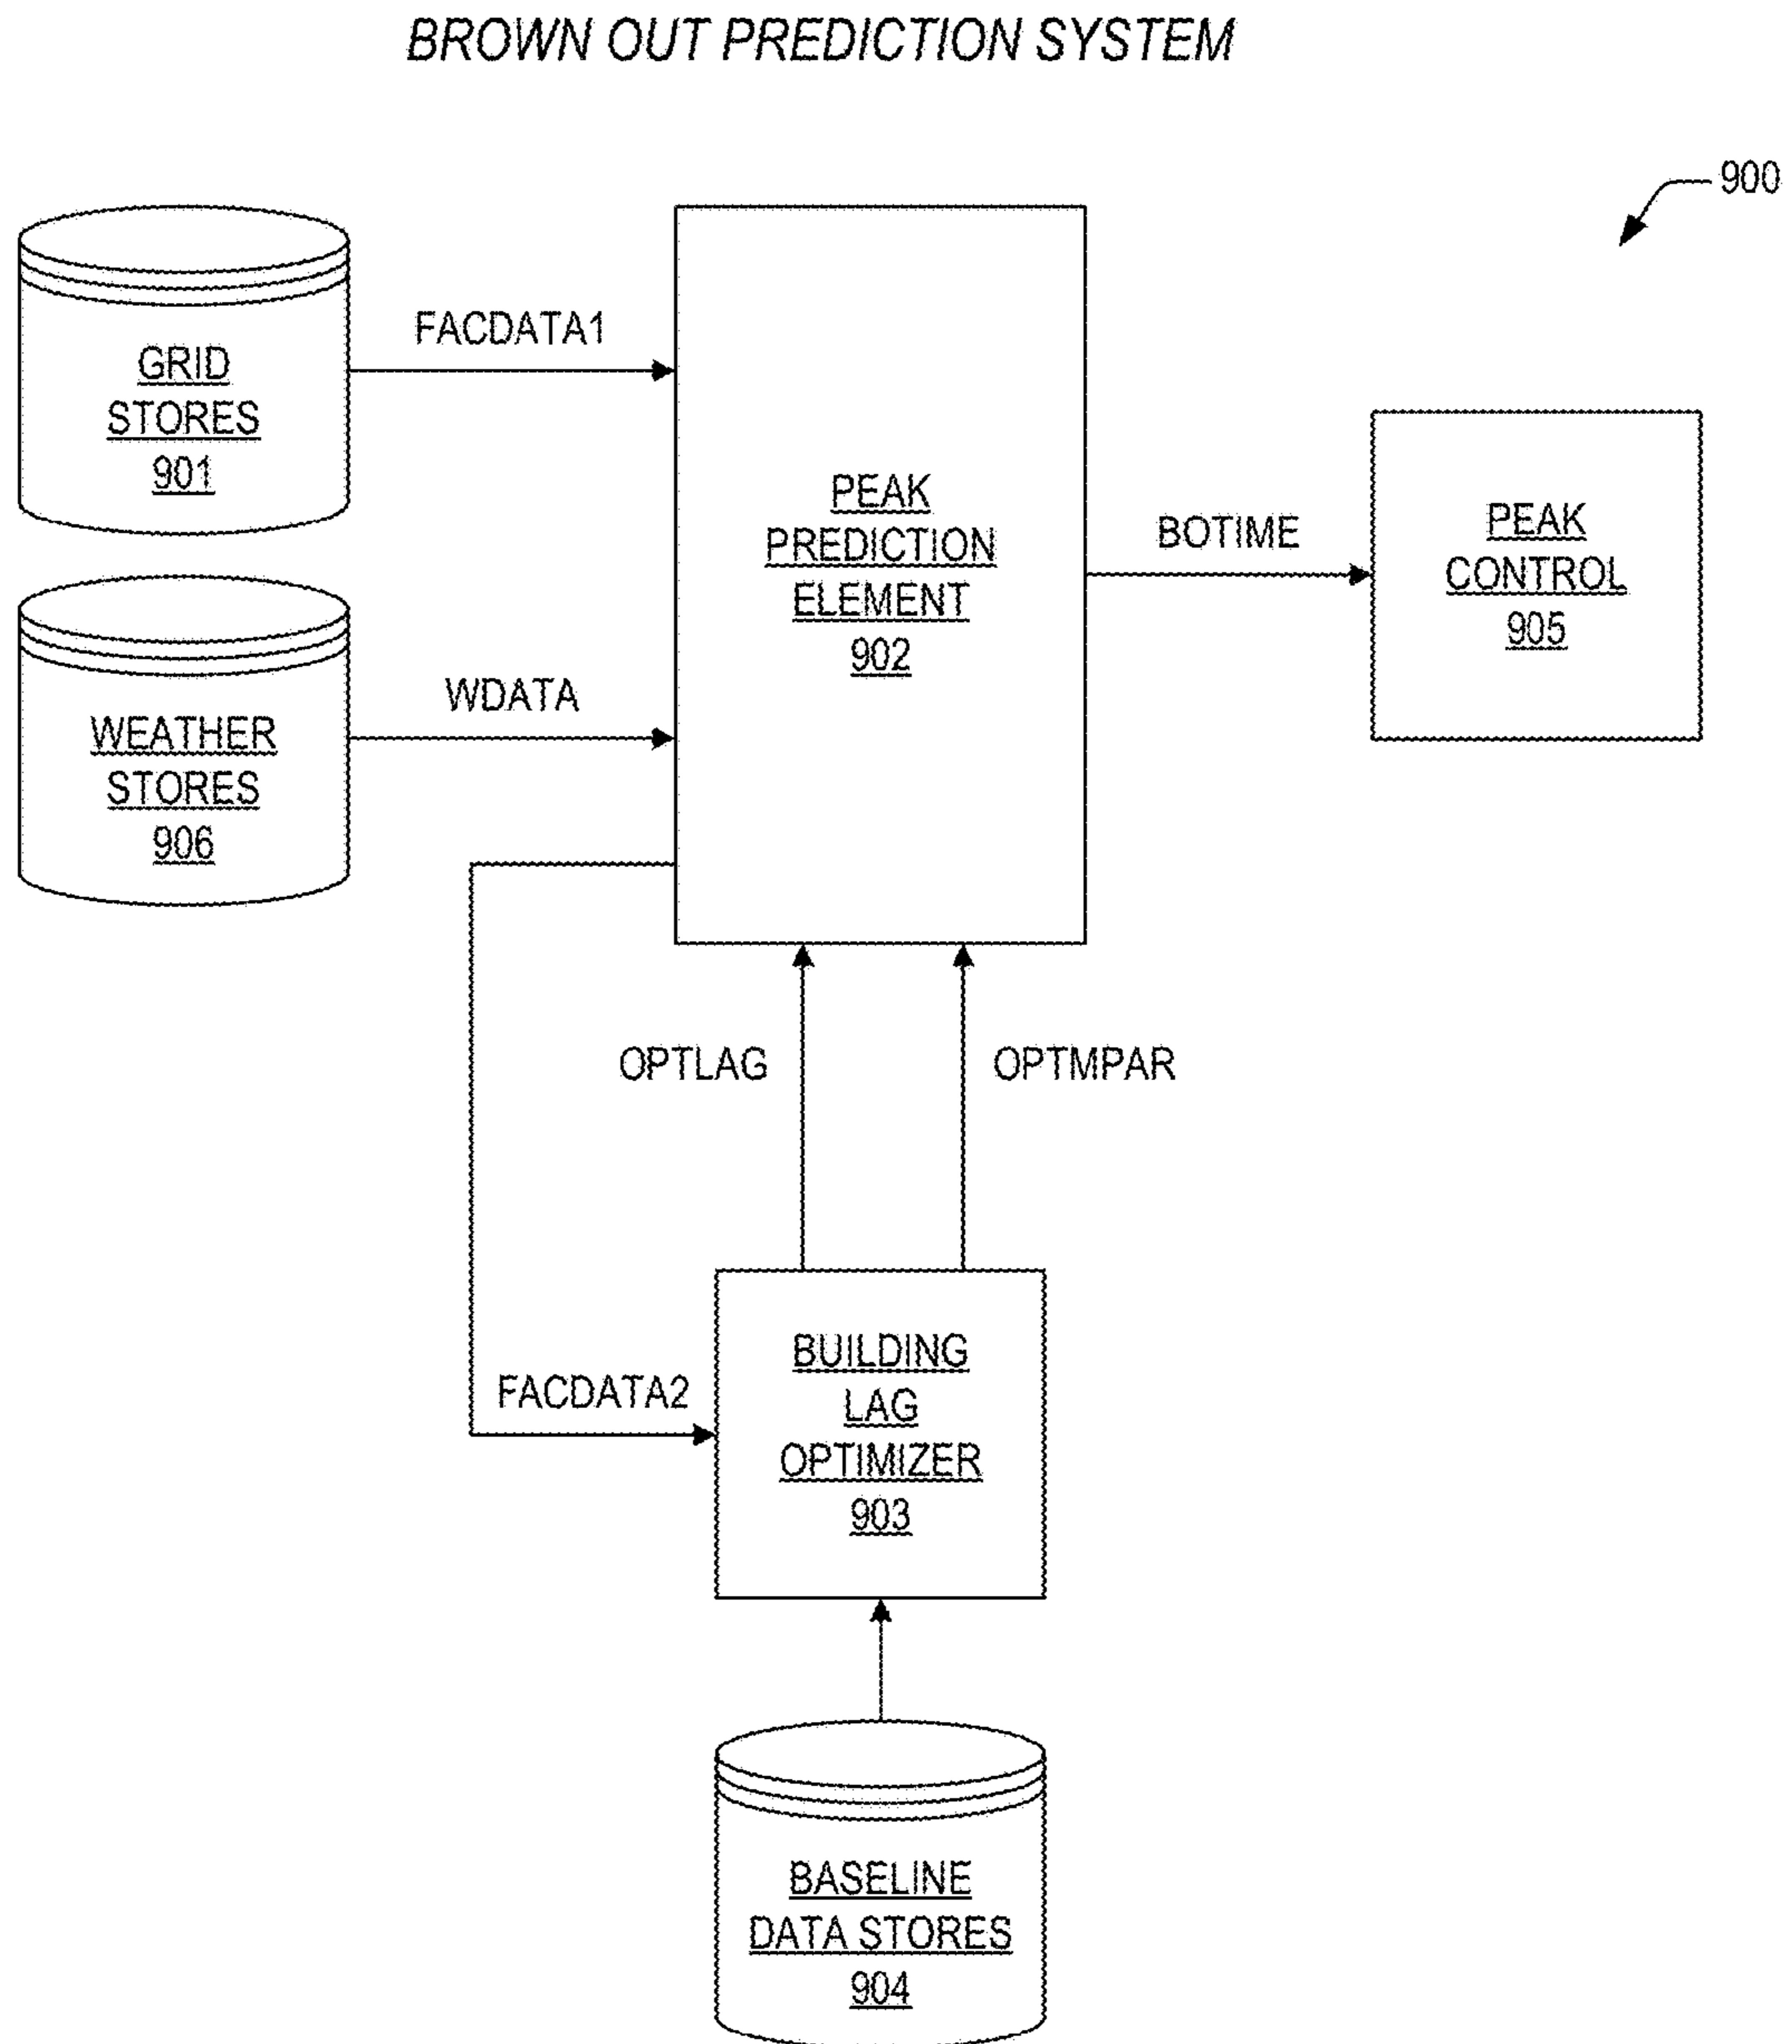 BROWN OUT PREDICTION SYSTEM
900
GRID
STORES
901
FACDATA1
PEAK
PREDICTION
ELEMENT
902
BOTIME
PEAK
CONTROL
905
WEATHER
STORES
906
WDATA
OPTLAG
OPTMPAR
FACDATA2
BUILDING
LAG
OPTIMIZER
903
BASELINE
DATA STORES
904